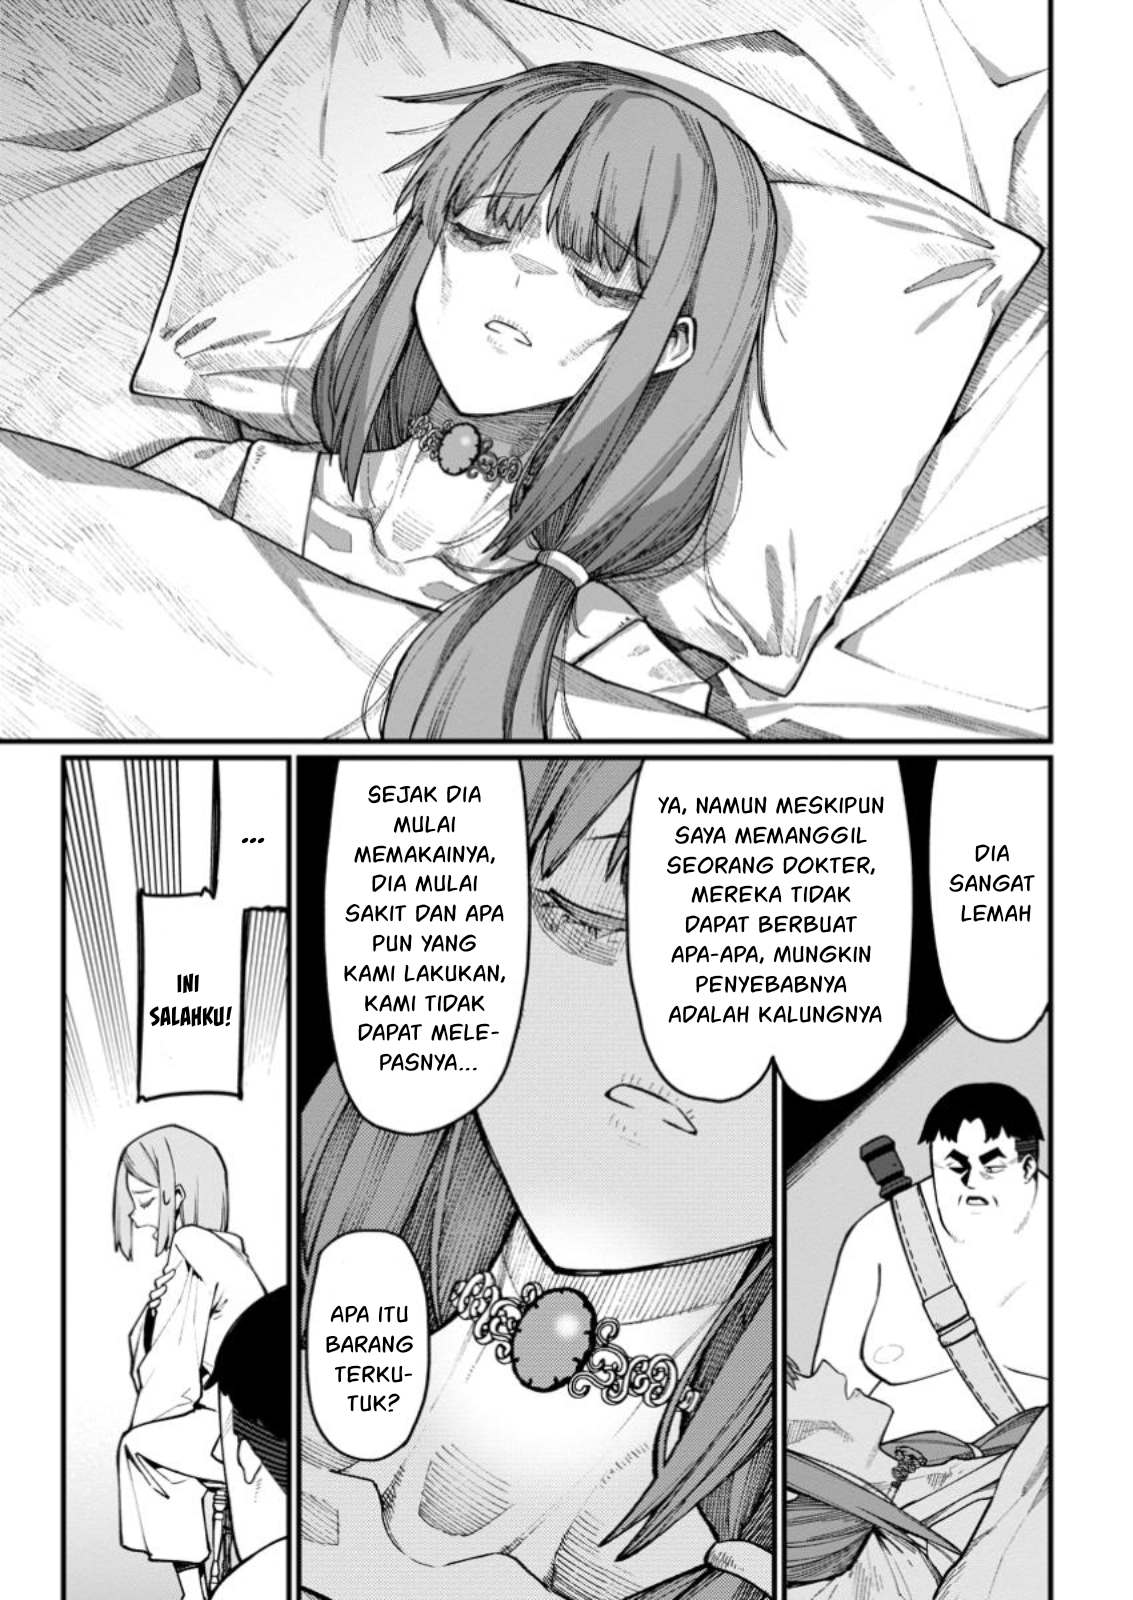 DIA
SANGAT
LEMAH
YA, NAMUN MESKIPUN
SAYA MEMANGGIL
SEORANG DOKTER,
MEREKA TIDAK
DAPAT BERBUAT
APA-APA, MUNGKIN
PENYEBABNYA
ADALAH KALUNGNYA
SEJAK DIA
MULAI
MEMAKAINYA,
DIA MULAI
SAKIT DAN APA
PUN YANG
KAMI LAKUKAN,
KAMI TIDAK
DAPAT MELE-
PASNYA...
APA ITU
BARANG
TERKU-
TUK?
...
INI
SALAHKU!